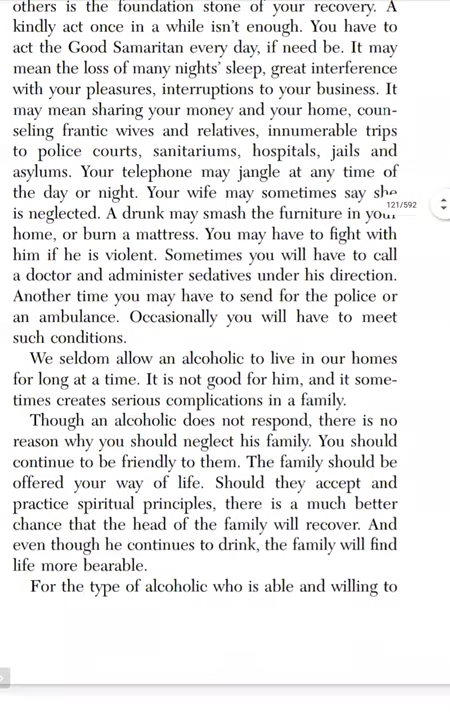 others is the foundation stone of your recovery. A
kindly act once in a while isn't enough. You have to
act the Good Samaritan every day, if need be. It may
mean the loss of many nights' sleep, great interference
with your pleasures, interruptions to your business. It
may mean sharing your money and your home, coun-
seling frantic wives and relatives, innumerable trips
to police courts, sanitariums, hospitals, jails and
asylums. Your telephone may jangle at any time of
the day or night. Your wife may sometimes say she
121/592
is neglected. A drunk may smash the furniture in your
home, or burn a mattress. You may have to fight with
him if he is violent. Sometimes you will have to call
a doctor and administer sedatives under his direction.
Another time you may have to send for the police or
an ambulance. Occasionally you will have to meet
such conditions.
We seldom allow an alcoholic to live in our homes
for long at a time. It is not good for him, and it some-
times creates serious complications in a family.
Though an alcoholic does not respond, there is no
reason why you should neglect his family. You should
continue to be friendly to them. The family should be
offered your way of life. Should they accept and
practice spiritual principles, there is a much better
chance that the head of the family will recover. And
even though he continues to drink, the family will find
life more bearable.
For the type of alcoholic who is able and willing to